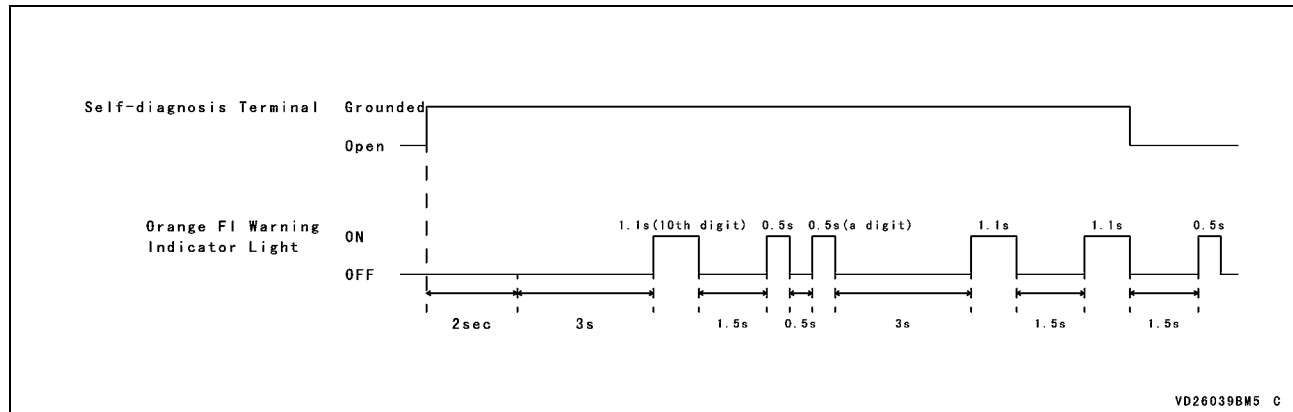 Self-diagnosis Terminal Grounded
Open
Orange FI Warning
Indicator Light
ON
OFF
1.1s(10th digit) 0.5s 0.5s(a digit) 1.1s 1.1s 0.5s
2sec 3s 1.5s 0.5s 3s 1.5s 1.5s
VD26039BM5 C